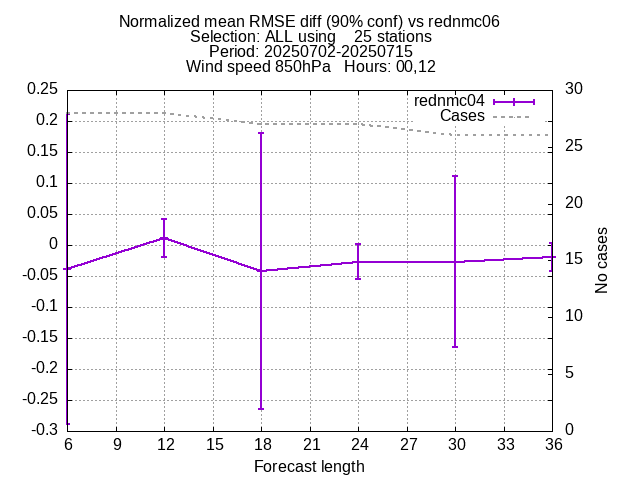 Normalized mean RMSE diff (90% conf) vs rednmc06
Selection: ALL using    25 stations
Period: 20250702-20250715
Wind speed 850hPa   Hours: 00,12
rednmc04
Cases
0.25
0.2
0.15
0.1
0.05
0
-0.05
-0.1
-0.15
-0.2
-0.25
-0.3
30
25
20
15
10
5
0
No cases
6 9 12 15 18 21 24 27 30 33 36
Forecast length